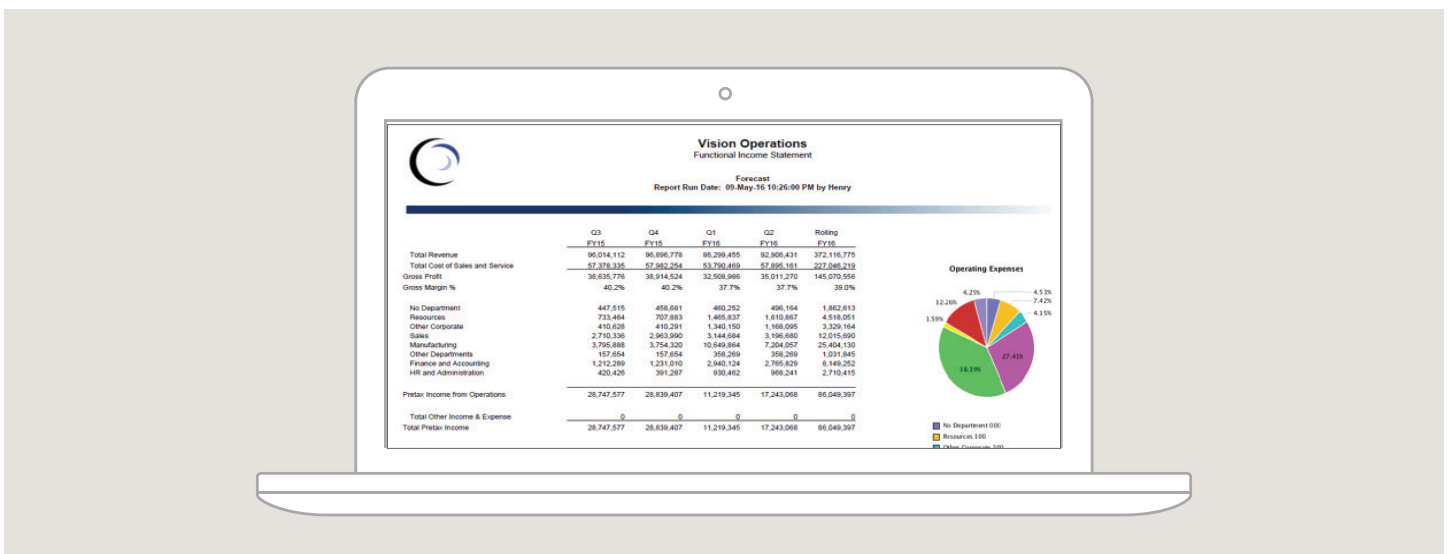 Vision Operations
Functional Income Statement
Forecast
Report Run Date: 09-May-16 10:26:00 PM by Henry
Q3 Q4 Q1 Q2 Rolling
FY15 FY15 FY16 FY16 FY16
Total Revenue 96,014,112 96,896,778 86,299,455 92,906,431 372,116,775
Total Cost of Sales and Service 57,378,335 57,982,254 53,790,469 57,895,161 227,046,219
Gross Profit 38,635,776 38,914,524 32,508,986 35,011,270 145,070,556
Gross Margin % 40.2% 40.2% 37.7% 37.7% 39.0%
No Department 447,515 458,681 460,252 496,164 1,862,613
Resources 733,464 707,883 1,465,837 1,610,867 4,518,051
Other Corporate 410,628 410,291 1,340,150 1,168,095 3,329,164
Sales 2,710,336 2,963,990 3,144,684 3,196,680 12,015,690
Manufacturing 3,795,888 3,754,320 10,649,864 7,204,057 25,404,130
Other Departments 157,654 157,654 358,269 358,269 1,031,845
Finance and Accounting 1,212,289 1,231,010 2,940,124 2,765,829 8,149,252
HR and Administration 420,426 391,287 930,462 968,241 2,710,415
Pretax Income from Operations 28,747,577 28,839,407 11,219,345 17,243,068 86,049,397
Total Other Income & Expense 0 0 0 0 0
Total Pretax Income 28,747,577 28,839,407 11,219,345 17,243,068 86,049,397
Operating Expenses
4.25% 4.53%
12.26% 7.42%
1.59% 4.15%
27.41%
38.39%
No Department 000
Resources 100
Other Corporate